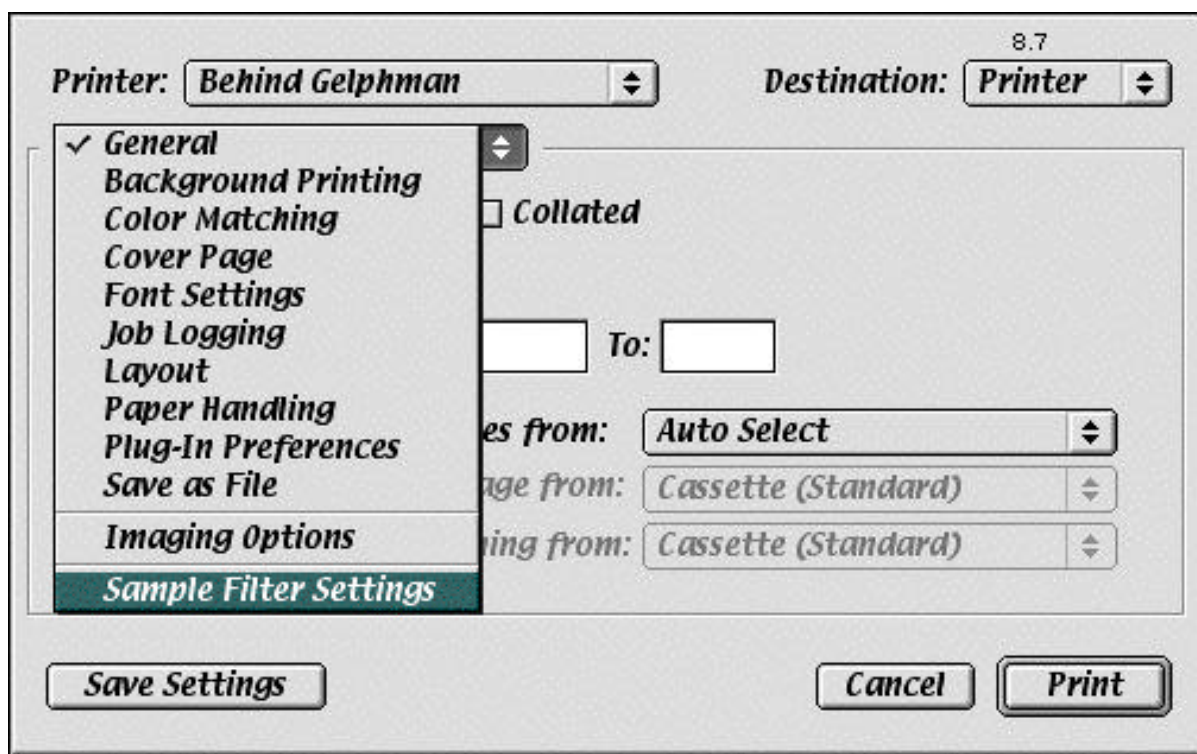 8.7
Printer: Behind Gelphman Destination: Printer
✓ General
Background Printing
Color Matching
Collated
Cover Page
Font Settings
Job Logging
To:
Layout
Paper Handling
es from: Auto Select
Plug-In Preferences
Save as File
age from: Cassette (Standard)
Imaging Options
ing from: Cassette (Standard)
Sample Filter Settings
Save Settings Cancel Print